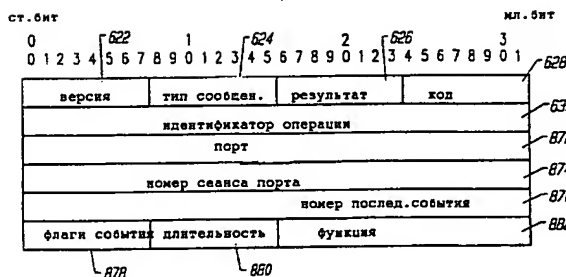 ст.бит мл.бит
0 1 2 3
0 1 2 3 4 5 6 7 8 9 0 1 2 3 4 5 6 7 8 9 0 1 2 3 4 5 6 7 8 9 0 1
622 624 626 628
версия тип сообщен. результат код
идентификатор операции
порт
874
номер сеанса порта
номер послед.события
флаги события длительность функция
878 880